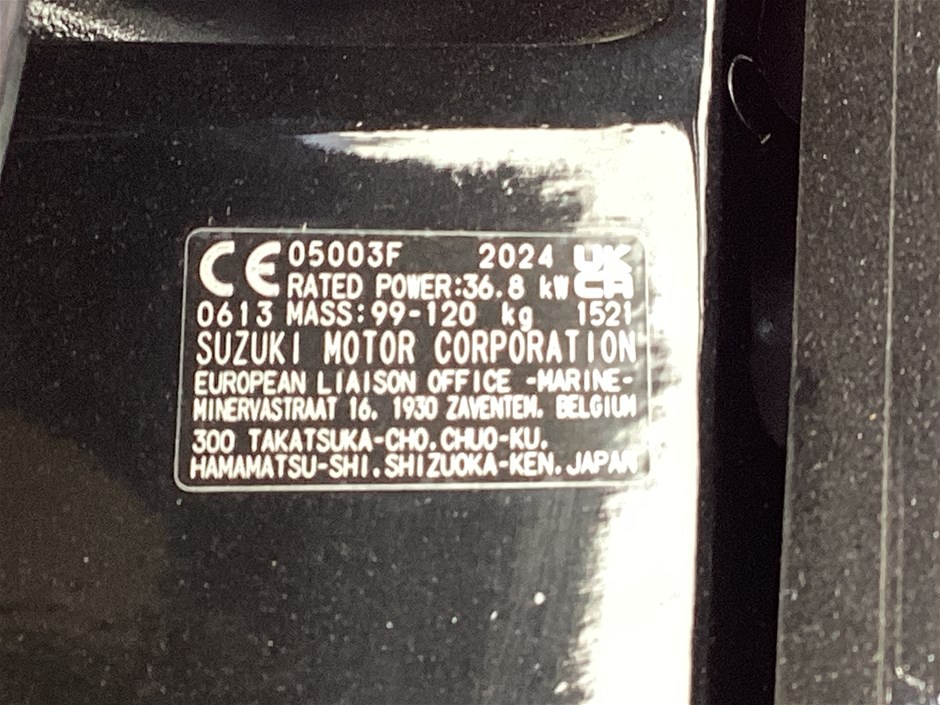 CE 05003F 2024 UK
RATED POWER:36.8 kW CA
0613 MASS:99-120 kg 1521
SUZUKI MOTOR CORPORATION
EUROPEAN LIAISON OFFICE -MARINE-
MINERVASTRAAT 16. 1930 ZAVENTEM. BELGIUM
300 TAKATSUKA-CHO.CHUO-KU.
HAMAMATSU-SHI.SHIZUOKA-KEN.JAPAN